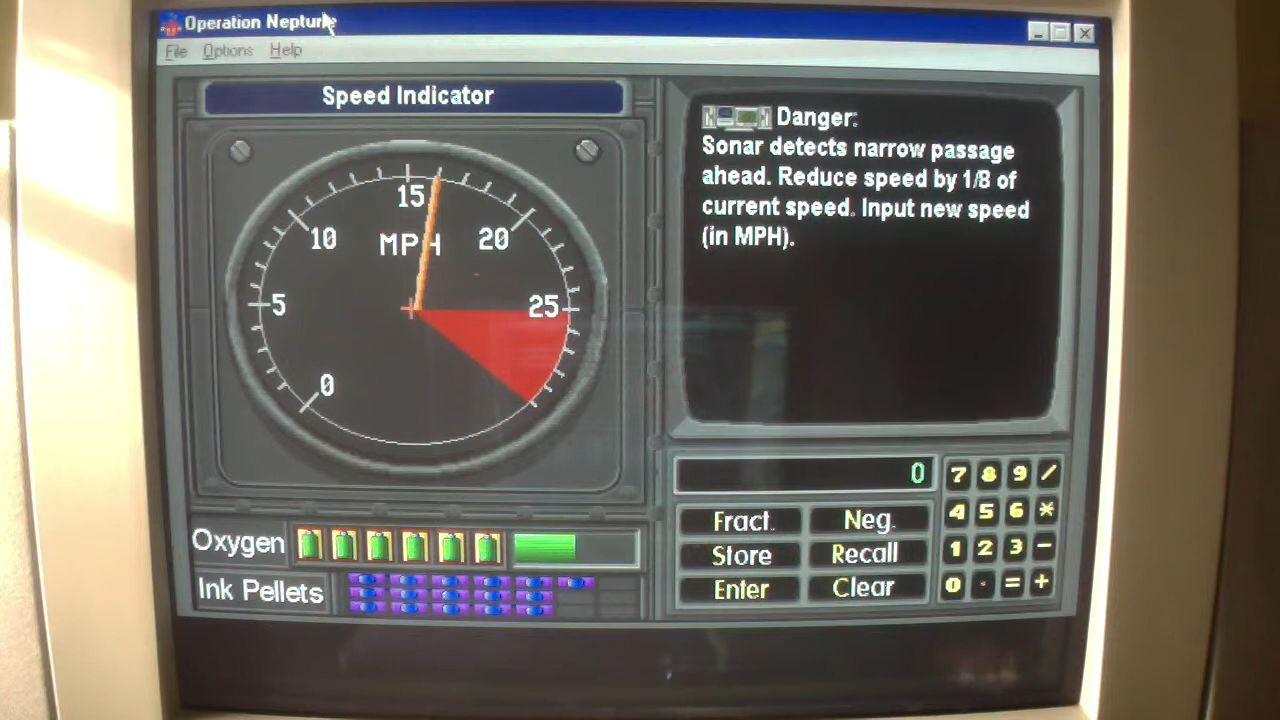 Operation Neptune
File Options Help
Speed Indicator
Danger:
Sonar detects narrow passage
ahead. Reduce speed by 1/8 of
current speed. Input new speed
(in MPH).
15
10
20
MPH
5
25
0
0
7 8 9 /
Fract. Neg. 4 5 6 *
Store Recall 1 2 3 -
Enter Clear 0 . = +
Oxygen
Ink Pellets